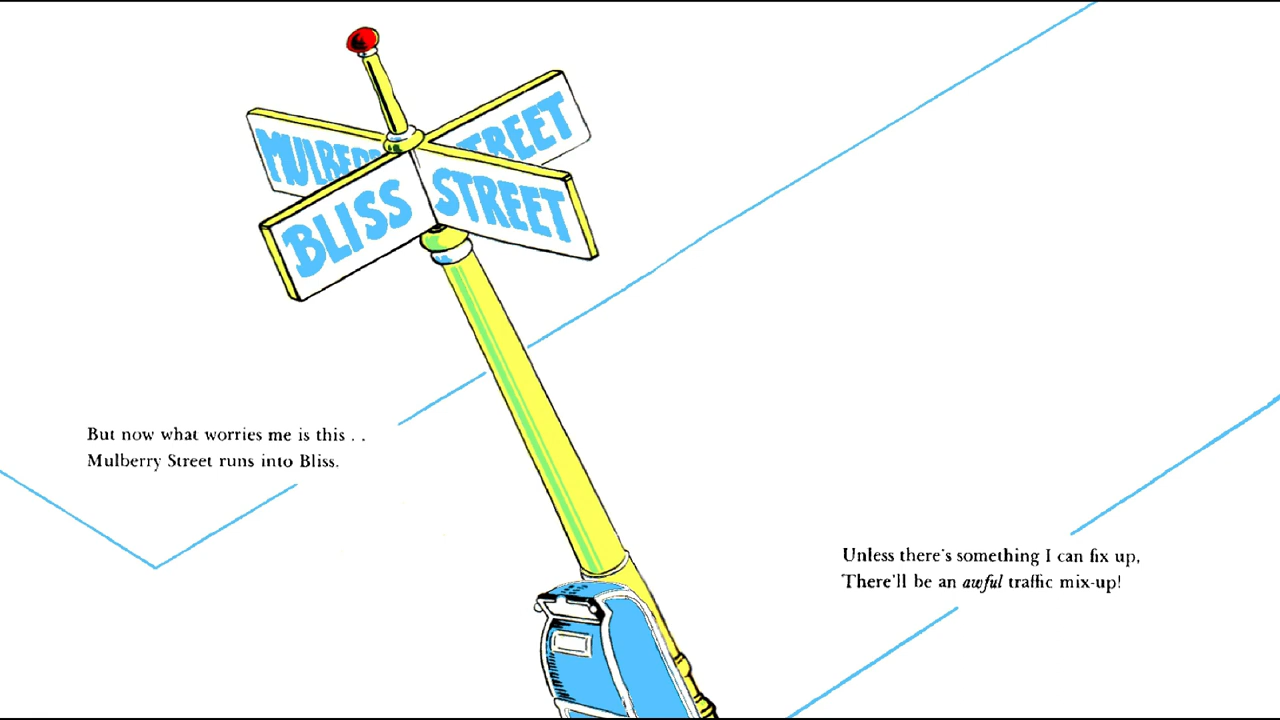 MULBERRY STREET
BLISS STREET
But now what worries me is this . .
Mulberry Street runs into Bliss.
Unless there's something I can fix up,
There'll be an awful traffic mix-up!